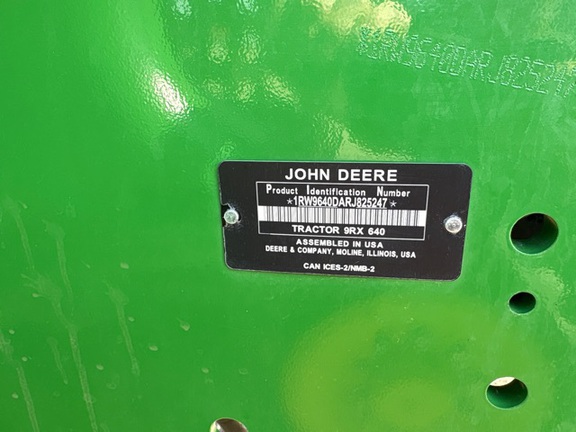 *1RW9640DARJ825247*
JOHN DEERE
Product Identification Number
*1RW9640DARJ825247*
TRACTOR 9RX 640
ASSEMBLED IN USA
DEERE & COMPANY, MOLINE, ILLINOIS, USA
CAN ICES-2/NMB-2